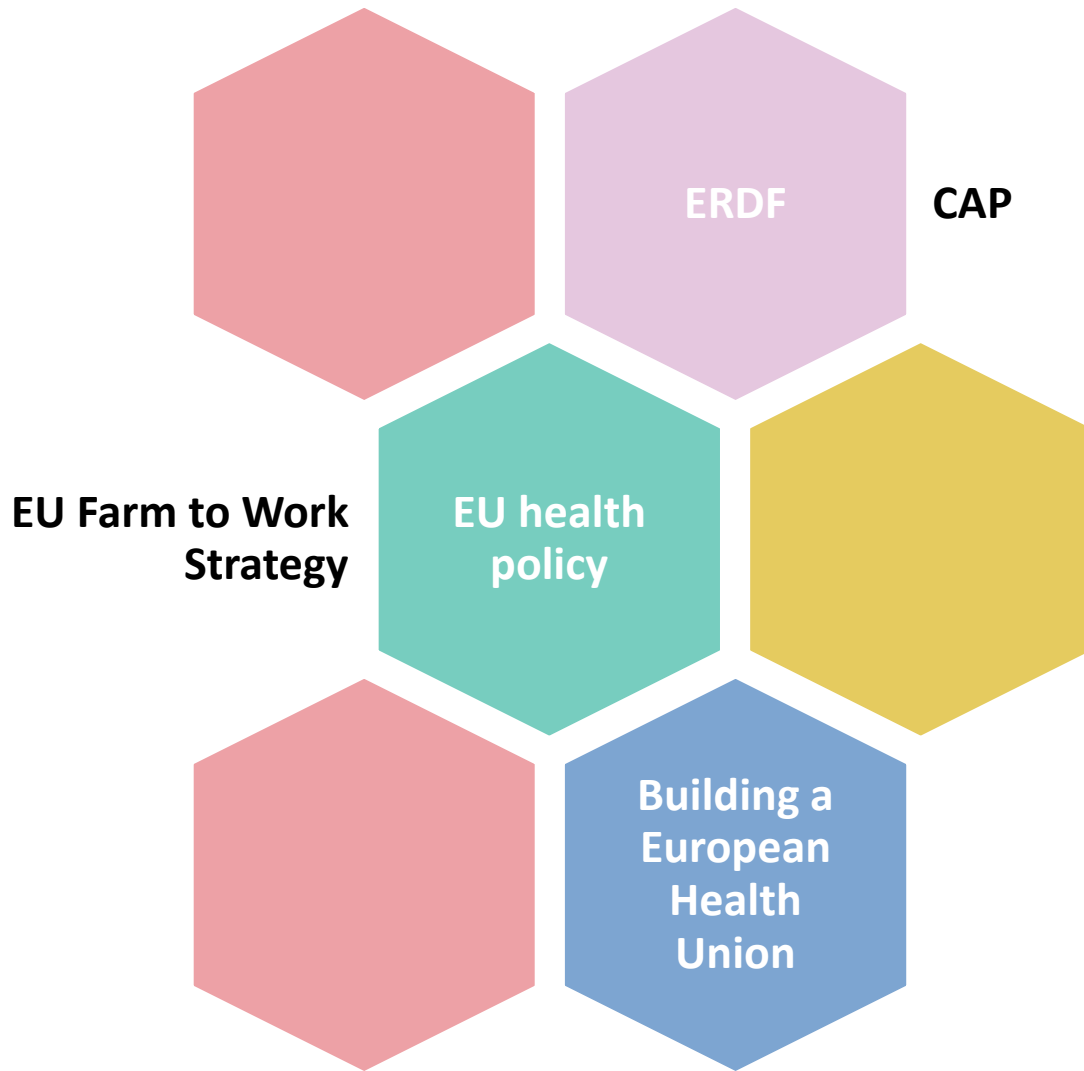 ERDF
CAP
EU Farm to Work
Strategy
EU health
policy
Building a
European
Health
Union